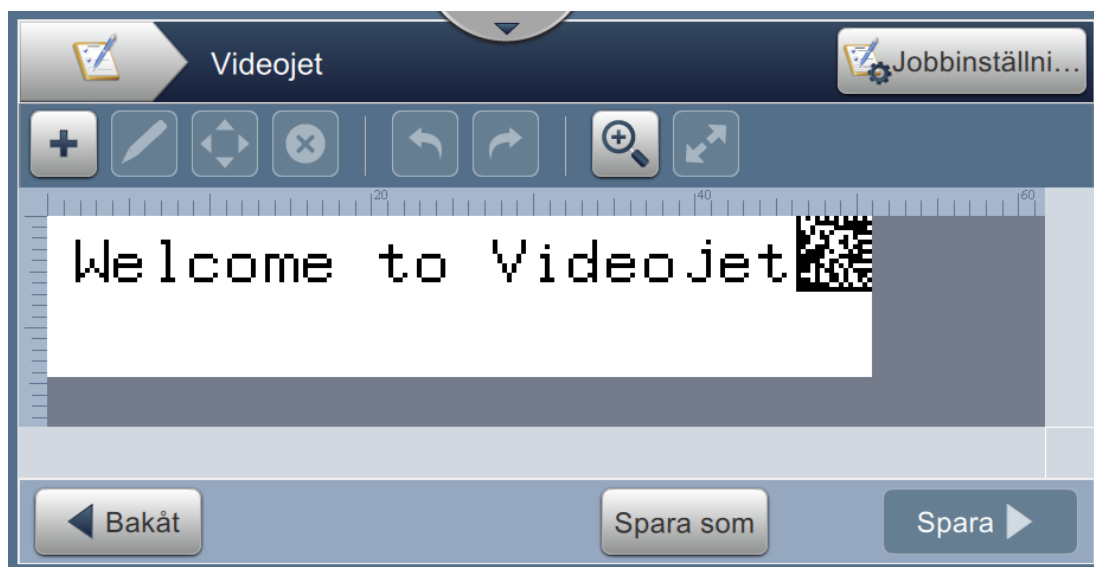 Videojet
Jobbinställni...
20 40 60
Welcome to Videojet
Bakåt Spara som Spara